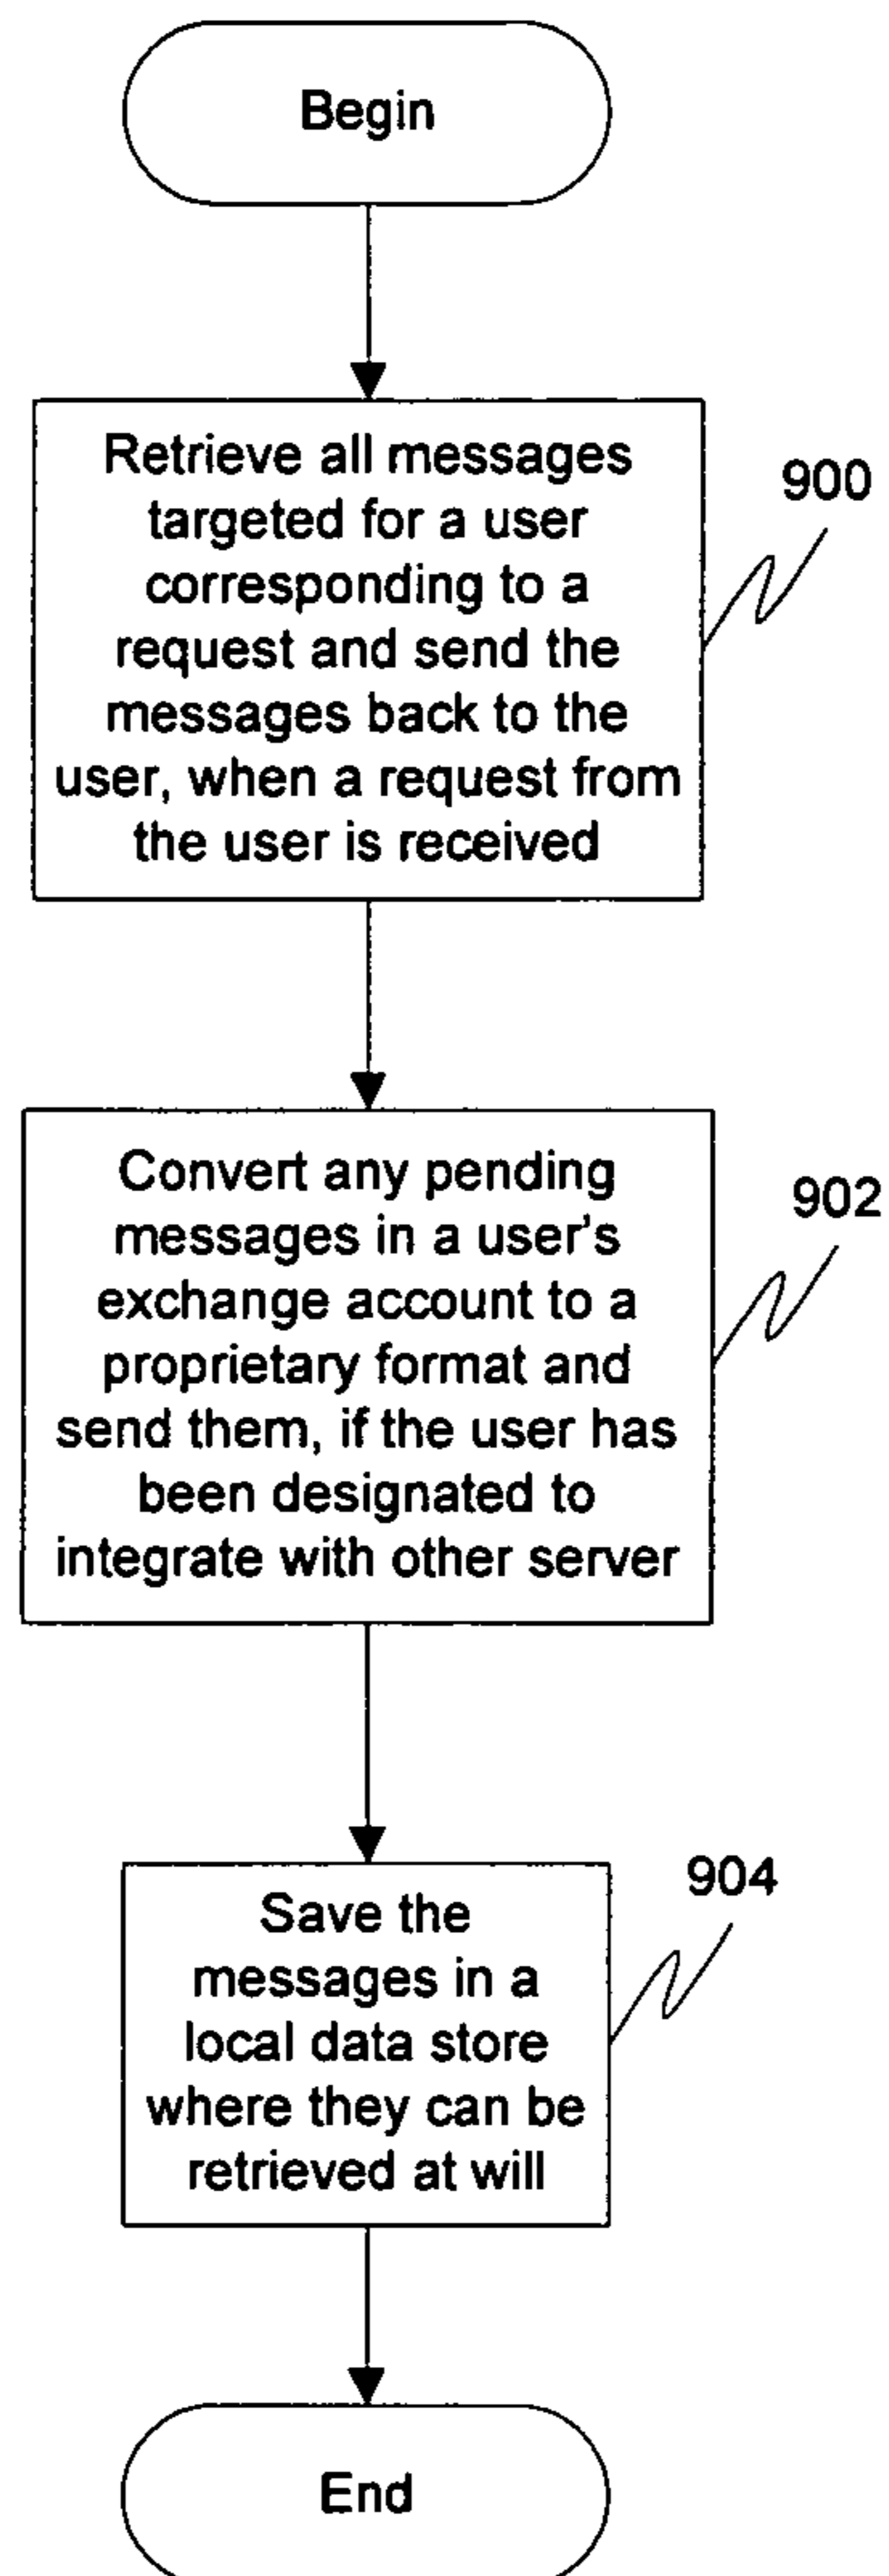 Begin
Retrieve all messages
targeted for a user
corresponding to a
request and send the
messages back to the
user, when a request from
the user is received
900
Convert any pending
messages in a user's
exchange account to a
proprietary format and
send them, if the user has
been designated to
integrate with other server
902
Save the
messages in a
local data store
where they can be
retrieved at will
904
End